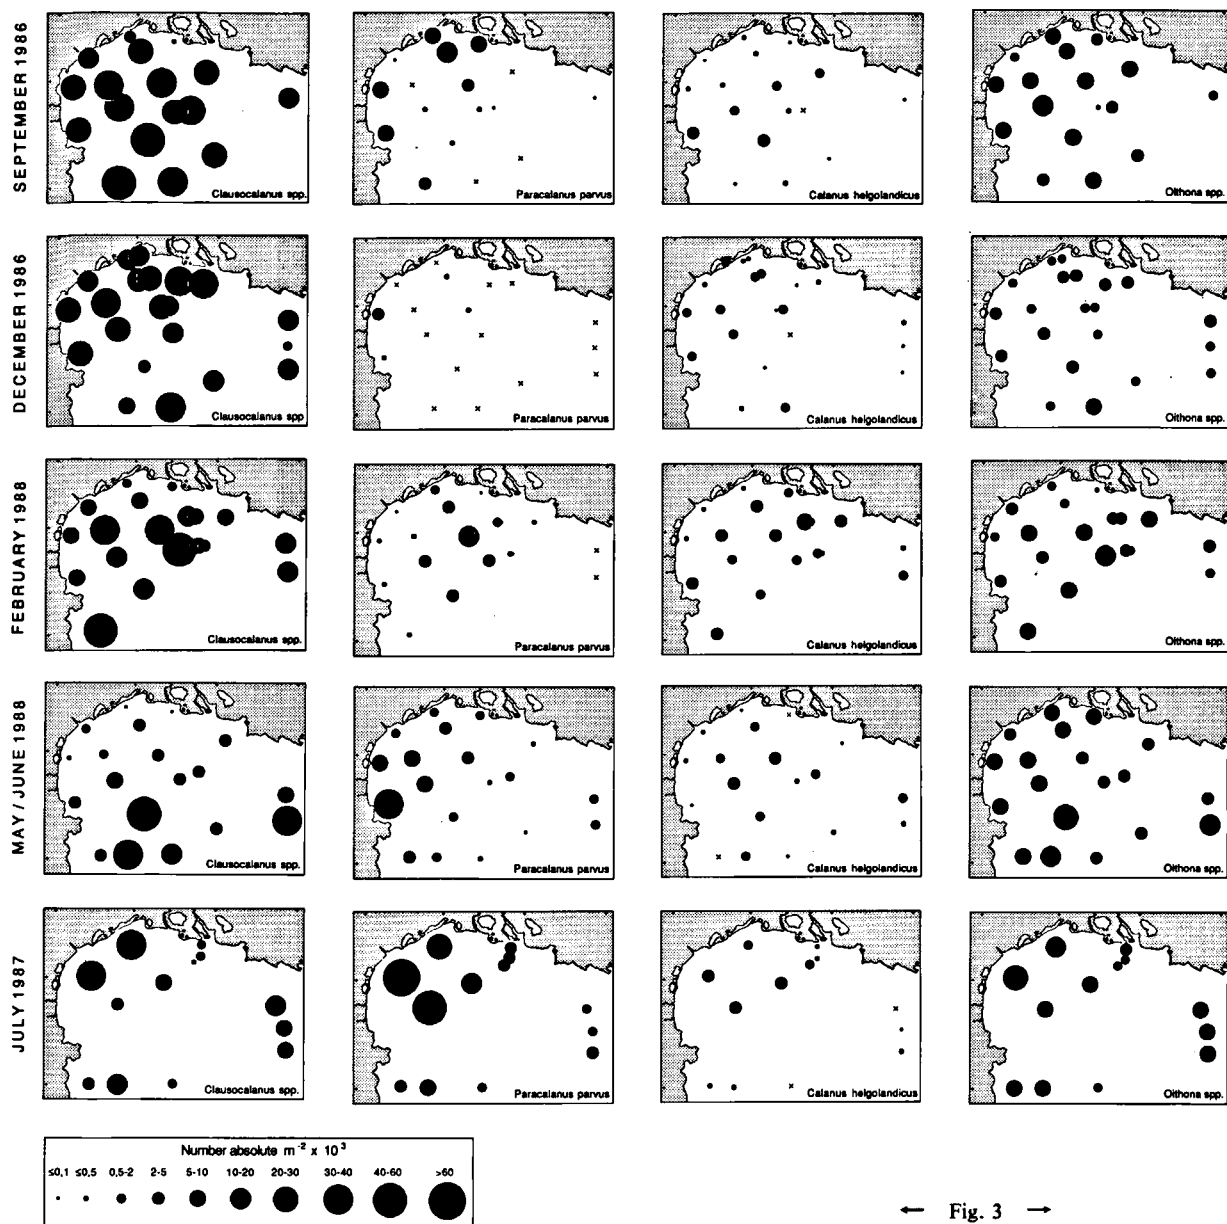 SEPTEMBER 1986
Clausocalanus spp.
Paracalanus parvus
Calanus helgolandicus
Oithona spp.
DECEMBER 1986
Clausocalanus spp
Paracalanus parvus
Calanus helgolandicus
Oithona spp.
FEBRUARY 1988
Clausocalanus spp.
Paracalanus parvus
Calanus helgolandicus
Oithona spp.
MAY / JUNE 1988
Clausocalanus spp.
Paracalanus parvus
Calanus helgolandicus
Oithona spp.
JULY 1987
Clausocalanus spp.
Paracalanus parvus
Calanus helgolandicus
Oithona spp.
Number absolute m⁻² x 10³
≤0,1 ≤0,5 0,5-2 2-5 5-10 10-20 20-30 30-40 40-60 >60
← Fig. 3 →